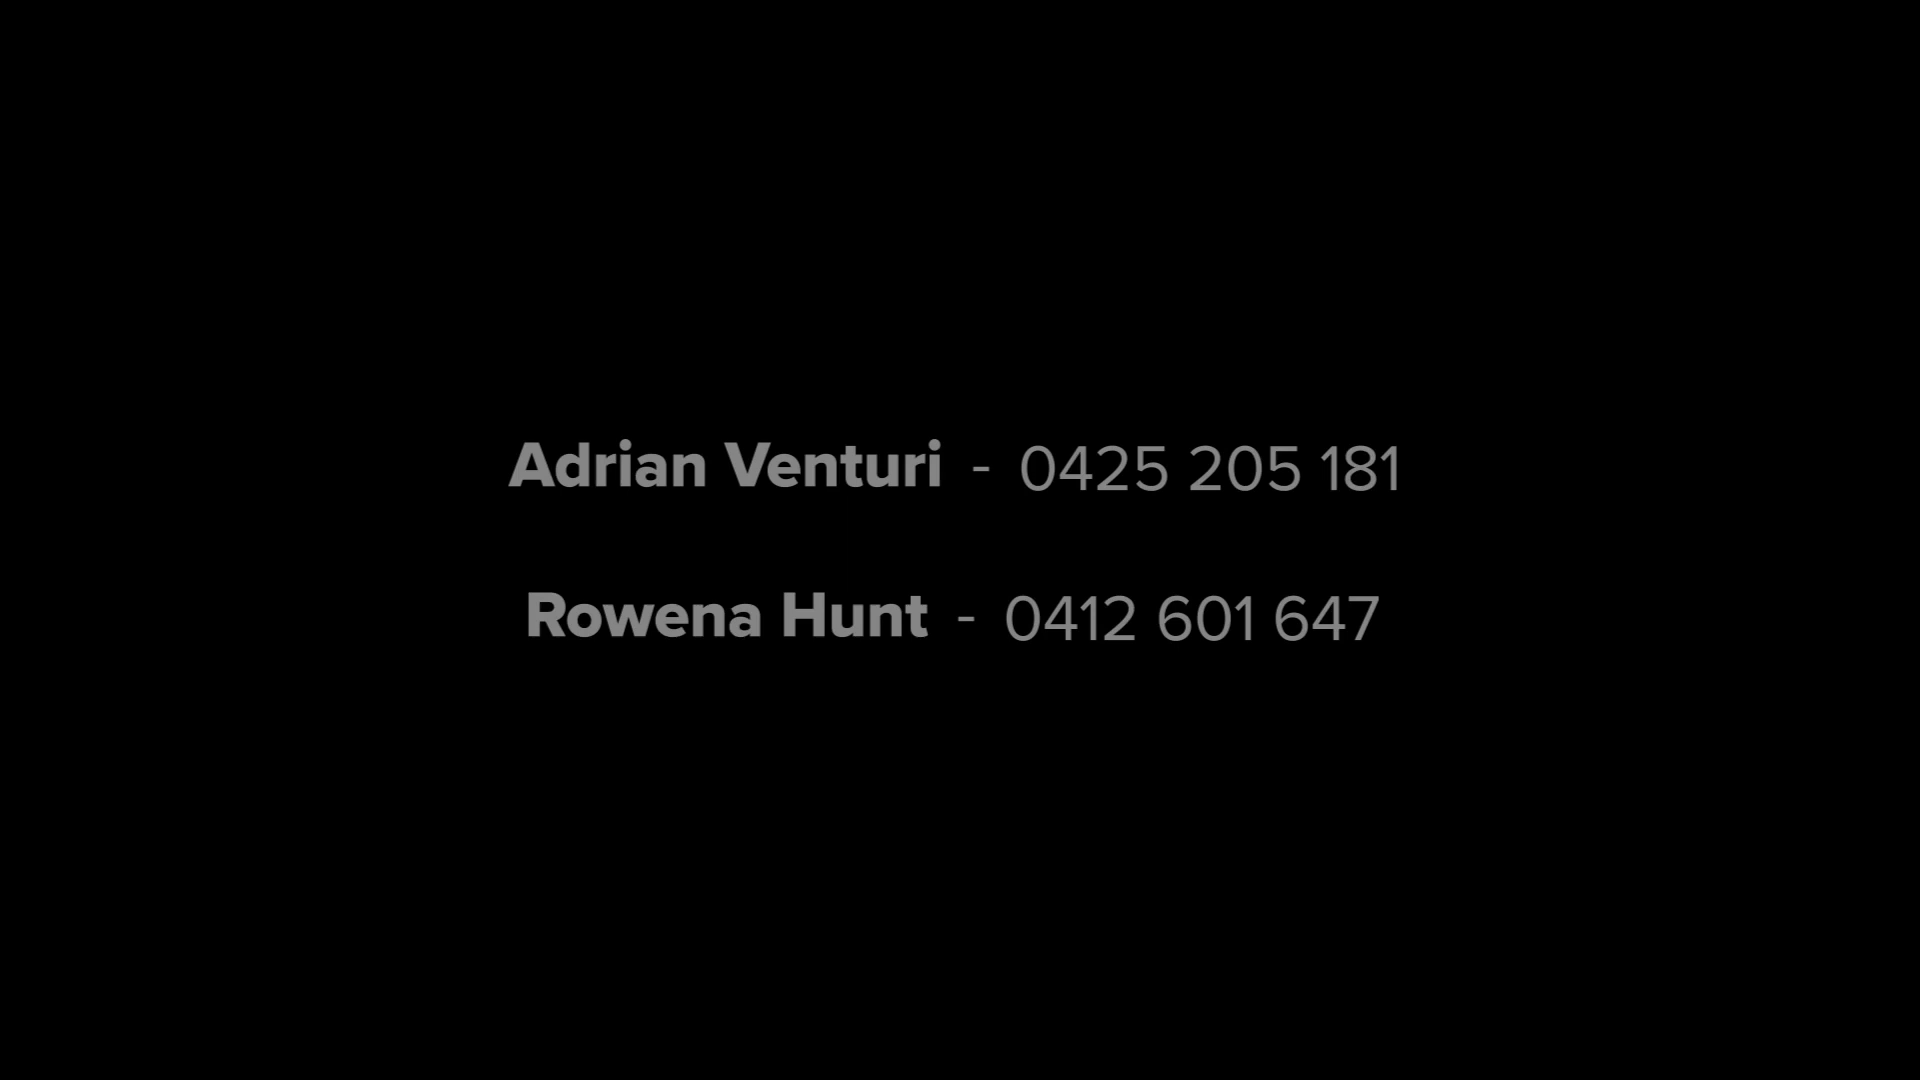 Adrian Venturi - 0425 205 181
Rowena Hunt - 0412 601 647